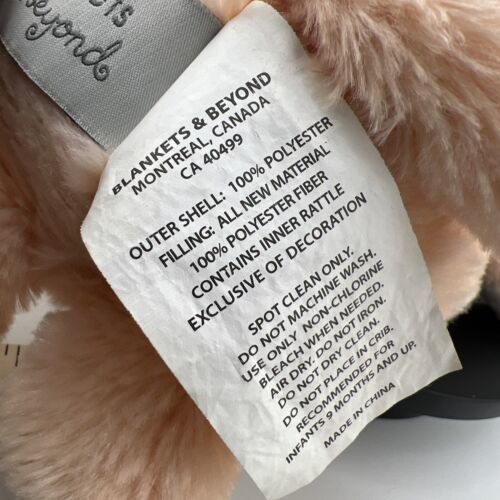 beyond
BLANKETS & BEYOND
MONTREAL, CANADA
CA 40499
OUTER SHELL: 100% POLYESTER
FILLING: ALL NEW MATERIAL
100% POLYESTER FIBER
CONTAINS INNER RATTLE
EXCLUSIVE OF DECORATION
SPOT CLEAN ONLY.
DO NOT MACHINE WASH.
USE ONLY NON-CHLORINE
BLEACH WHEN NEEDED.
AIR DRY. DO NOT IRON.
DO NOT DRY CLEAN.
DO NOT PLACE IN CRIB.
RECOMMENDED FOR
INFANTS 9 MONTHS AND UP.
MADE IN CHINA